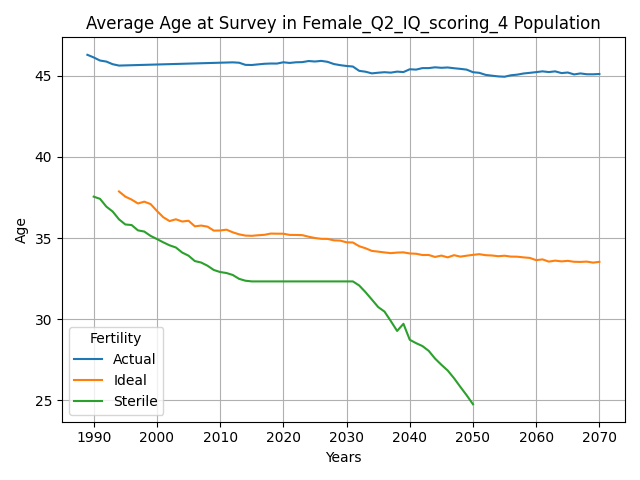 Average Age at Survey in Female_Q2_IQ_scoring_4 Population
Age
45
40
35
30
25
Fertility
Actual
Ideal
Sterile
1990 2000 2010 2020 2030 2040 2050 2060 2070
Years